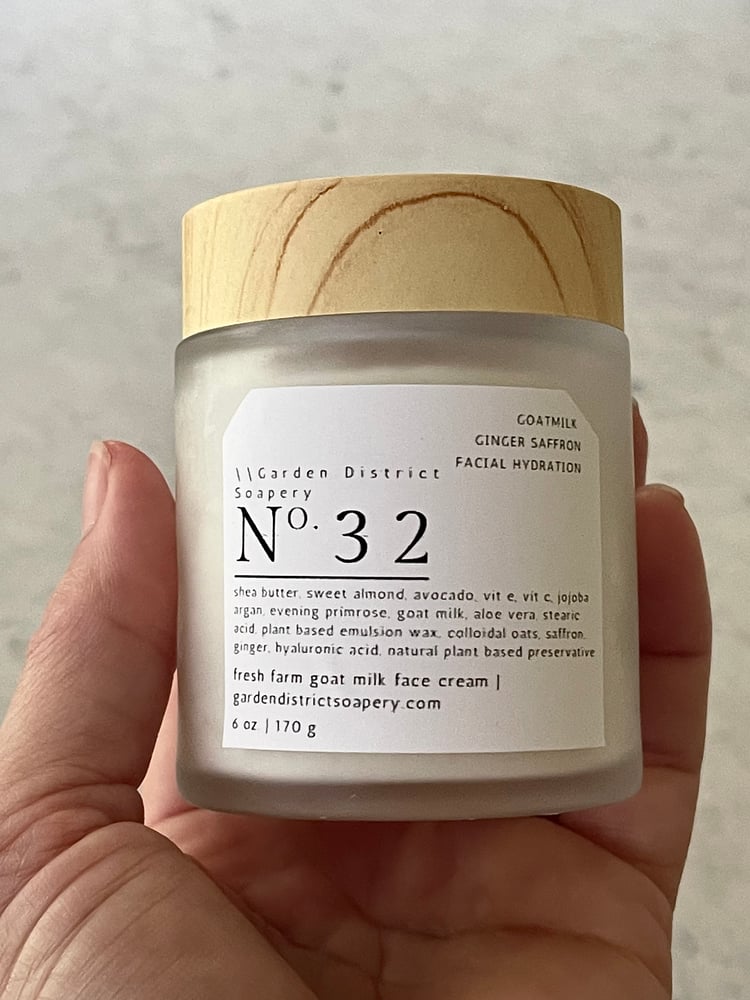 GOATMILK
GINGER SAFFRON
FACIAL HYDRATION
\\Garden District
Soapery
No. 32
shea butter, sweet almond, avocado, vit e, vit c, jojoba
argan, evening primrose, goat milk, aloe vera, stearic
acid, plant based emulsion wax, colloidal oats, saffron,
ginger, hyaluronic acid, natural plant based preservative
fresh farm goat milk face cream |
gardendistrictsoapery.com
6 oz | 170 g